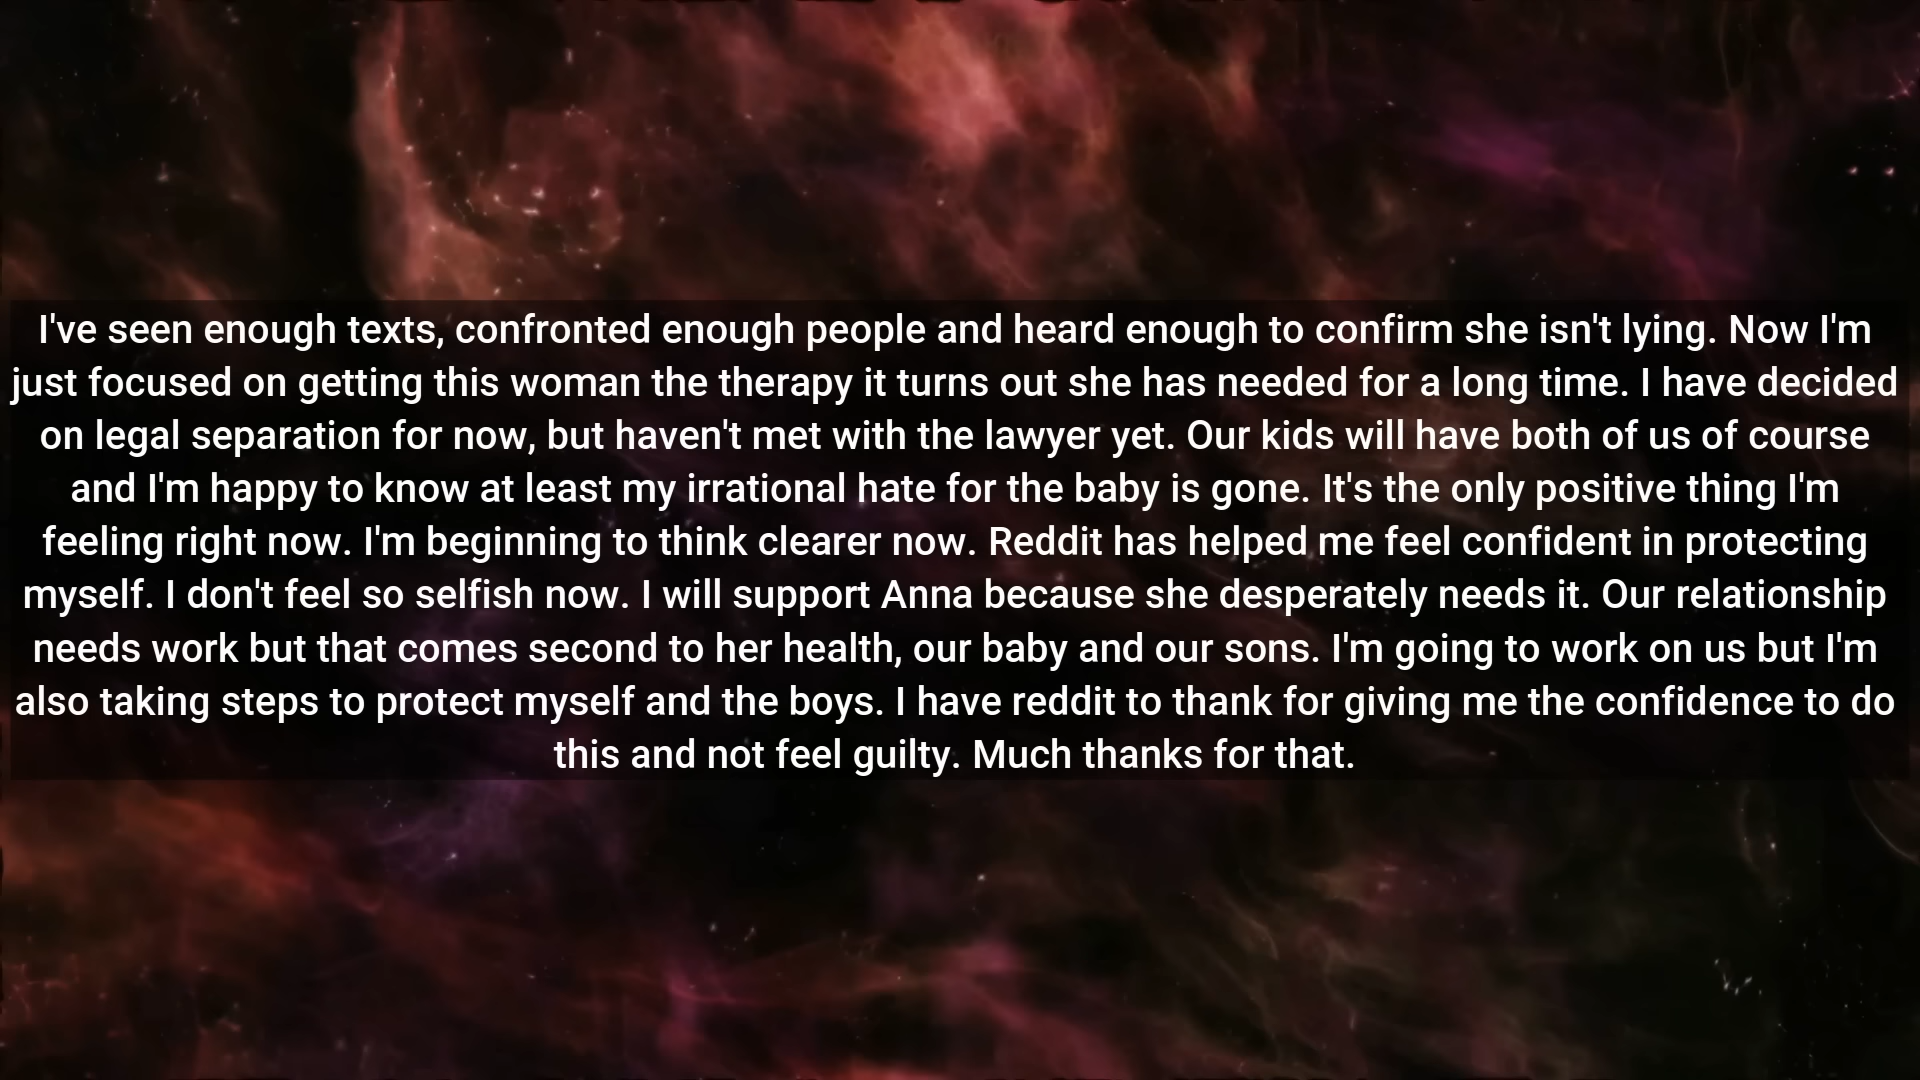 I've seen enough texts, confronted enough people and heard enough to confirm she isn't lying. Now I'm
just focused on getting this woman the therapy it turns out she has needed for a long time. I have decided
on legal separation for now, but haven't met with the lawyer yet. Our kids will have both of us of course
and I'm happy to know at least my irrational hate for the baby is gone. It's the only positive thing I'm
feeling right now. I'm beginning to think clearer now. Reddit has helped me feel confident in protecting
myself. I don't feel so selfish now. I will support Anna because she desperately needs it. Our relationship
needs work but that comes second to her health, our baby and our sons. I'm going to work on us but I'm
also taking steps to protect myself and the boys. I have reddit to thank for giving me the confidence to do
this and not feel guilty. Much thanks for that.